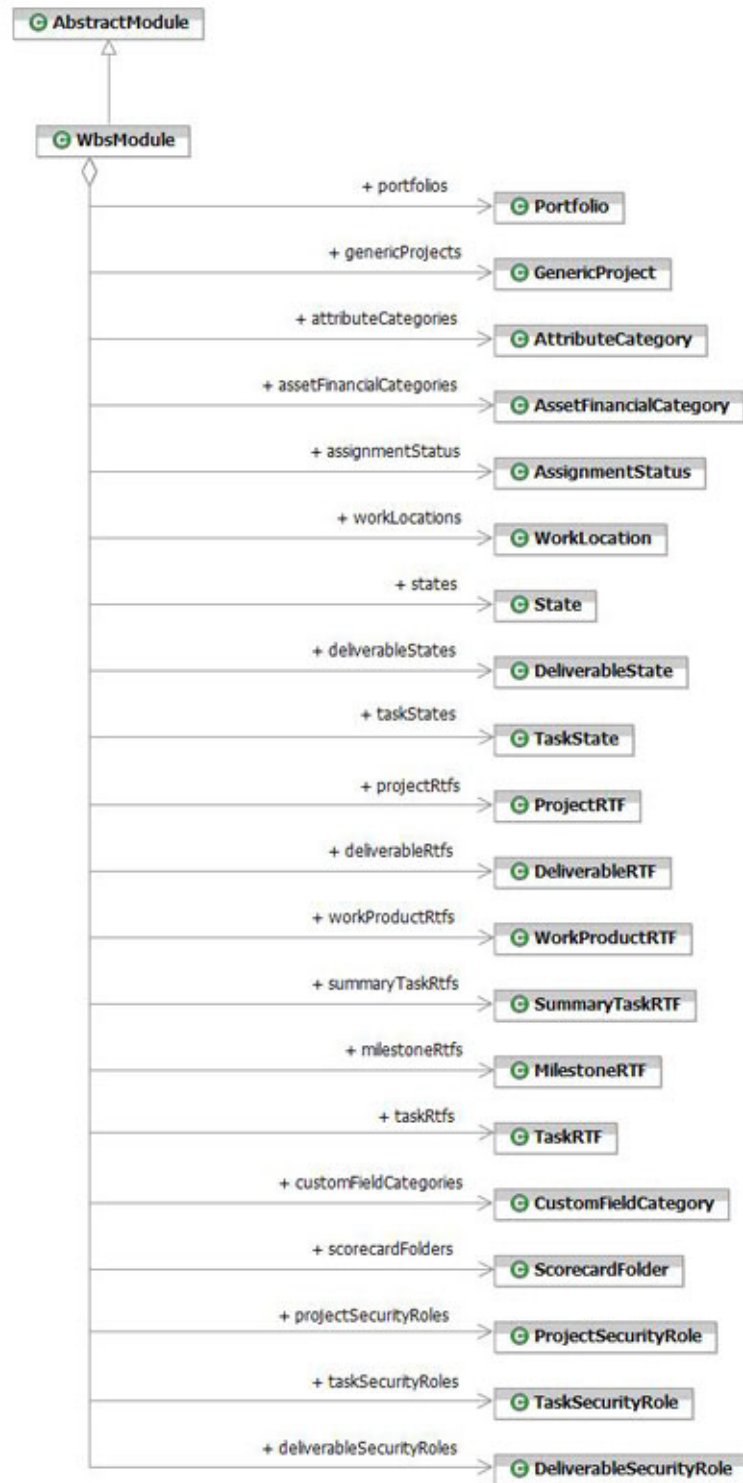 AbstractModule
WbsModule
+ portfolios
Portfolio
+ genericProjects
GenericProject
+ attributeCategories
AttributeCategory
+ assetFinancialCategories
AssetFinancialCategory
+ assignmentStatus
AssignmentStatus
+ workLocations
WorkLocation
+ states
State
+ deliverableStates
DeliverableState
+ taskStates
TaskState
+ projectRtfs
ProjectRTF
+ deliverableRtfs
DeliverableRTF
+ workProductRtfs
WorkProductRTF
+ summaryTaskRtfs
SummaryTaskRTF
+ milestoneRtfs
MilestoneRTF
+ taskRtfs
TaskRTF
+ customFieldCategories
CustomFieldCategory
+ scorecardFolders
ScorecardFolder
+ projectSecurityRoles
ProjectSecurityRole
+ taskSecurityRoles
TaskSecurityRole
+ deliverableSecurityRoles
DeliverableSecurityRole